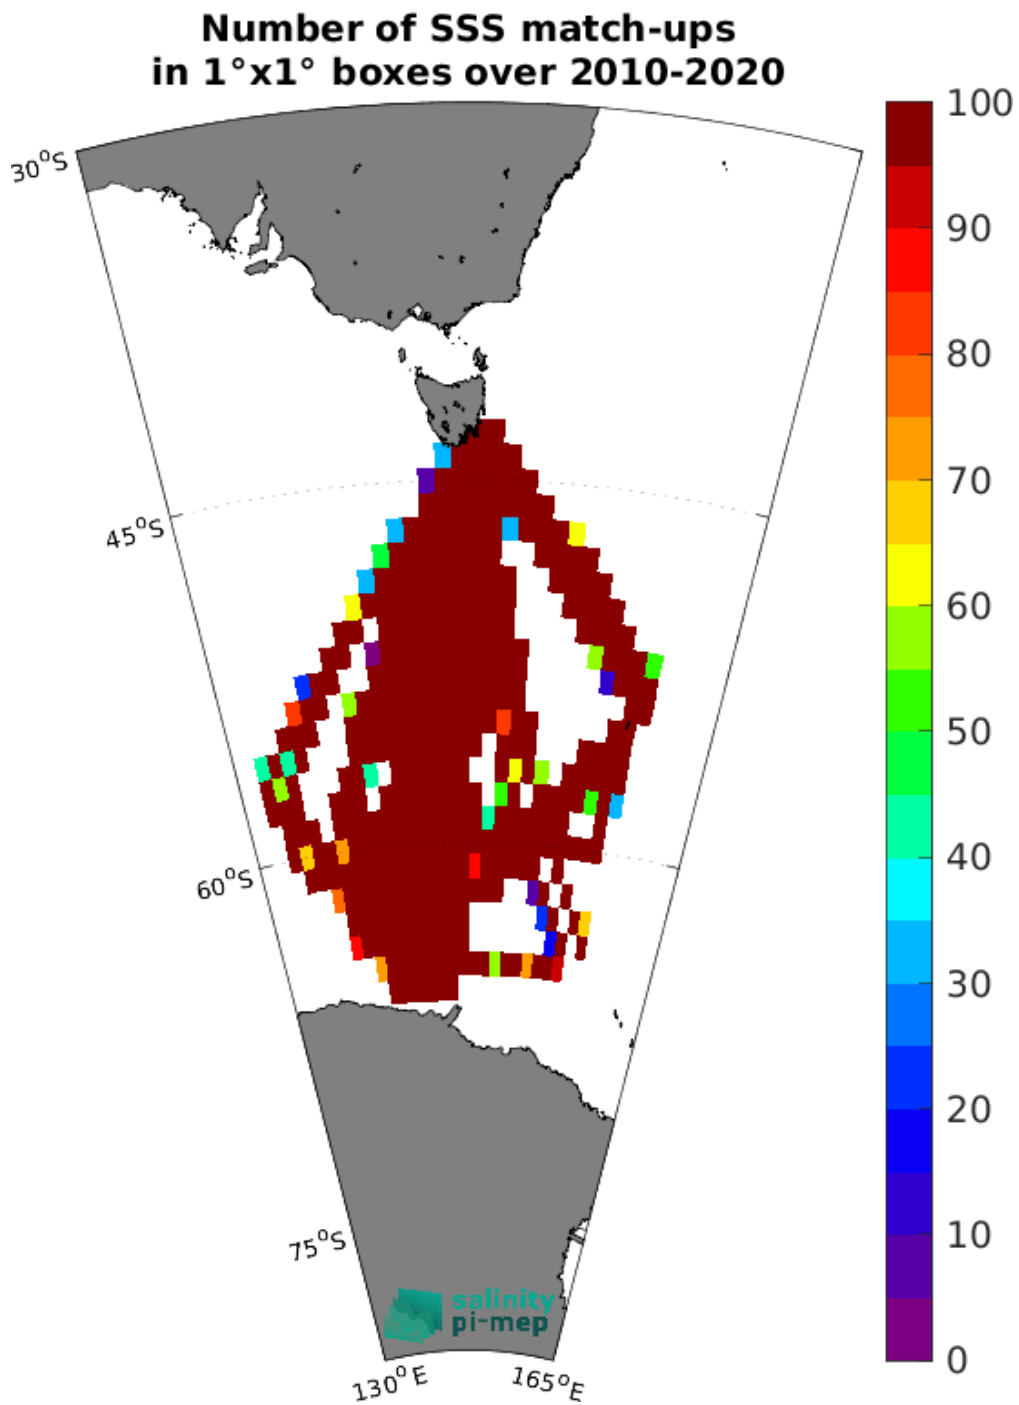 Number of SSS match-ups
in 1°x1° boxes over 2010-2020
30°S
45°S
60°S
75°S
130°E
165°E
100
90
80
70
60
50
40
30
20
10
0
salinity
pi-mep